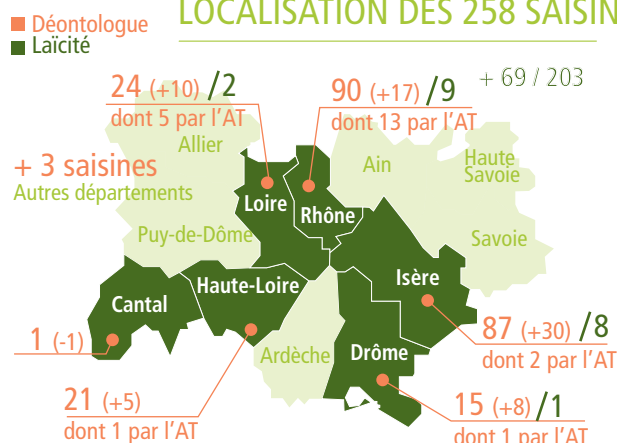 LOCALISATION DES 258 SAISIN
Déontologue
Laïcité
+ 69 / 203
24 (+10) /2
dont 5 par l'AT
90 (+17) /9
dont 13 par l'AT
Allier
Ain
Haute
Savoie
+ 3 saisines
Autres départements
Loire
Rhône
Puy-de-Dôme
Savoie
Isère
Haute-Loire
Cantal
1 (-1)
Ardèche
Drôme
87 (+30) /8
dont 2 par l'AT
21 (+5)
dont 1 par l'AT
15 (+8) /1
dont 1 par l'AT